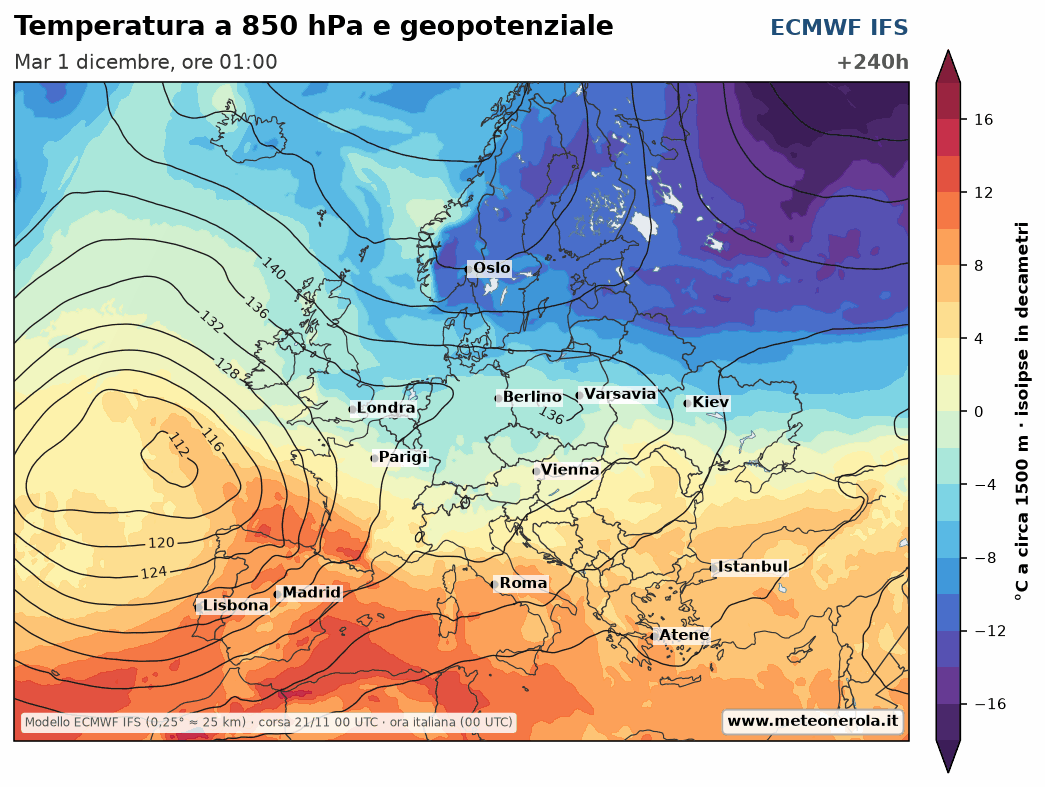 Temperatura a 850 hPa e geopotenziale
ECMWF IFS
Mar 1 dicembre, ore 01:00
+240h
140
136
132
128
116
112
120
124
136
Oslo
Londra
Berlino
Varsavia
Kiev
Parigi
Vienna
Istanbul
Roma
Madrid
Lisbona
Atene
16
12
8
4
0
−4
−8
−12
−16
°C a circa 1500 m · isoipse in decametri
Modello ECMWF IFS (0,25° ≈ 25 km) · corsa 21/11 00 UTC · ora italiana (00 UTC)
www.meteonerola.it